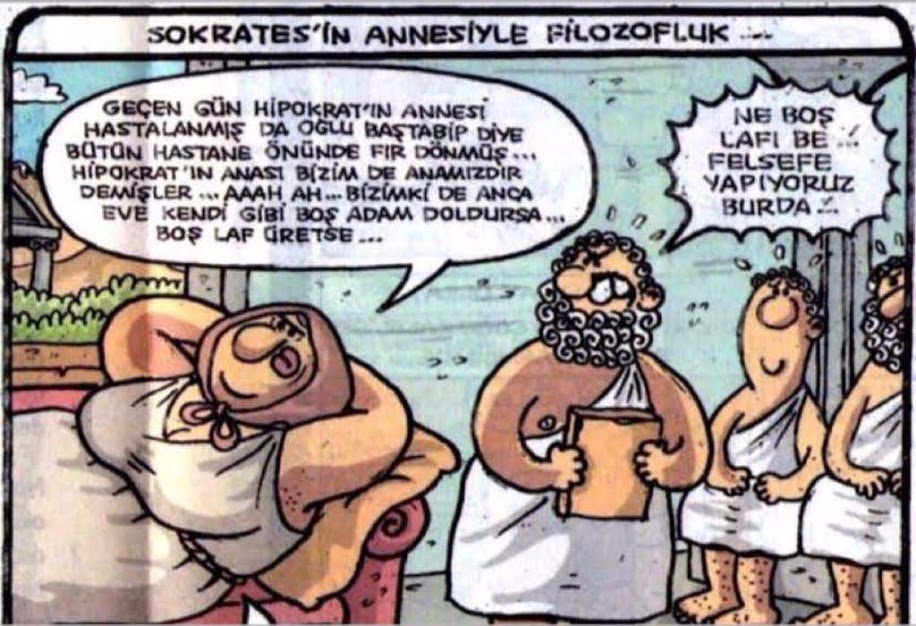 SOKRATES'İN ANNESİYLE FİLOZOFLUK ...
GEÇEN GÜN HİPOKRAT'IN ANNESİ
HASTALANMIŞ DA OĞLU BAŞTABİP DİYE
BÜTÜN HASTANE ÖNÜNDE FIR DÖNMÜŞ...
HİPOKRAT'IN ANASI BİZİM DE ANAMIZDIR
DEMİŞLER ... AAAH AH... BİZİMKİ DE ANCA
EVE KENDİ GİBİ BOŞ ADAM DOLDURSA...
BOŞ LAF ÜRETSE...
NE BOŞ
LAFI BE ...
FELSEFE
YAPIYORUZ
BURDA ...